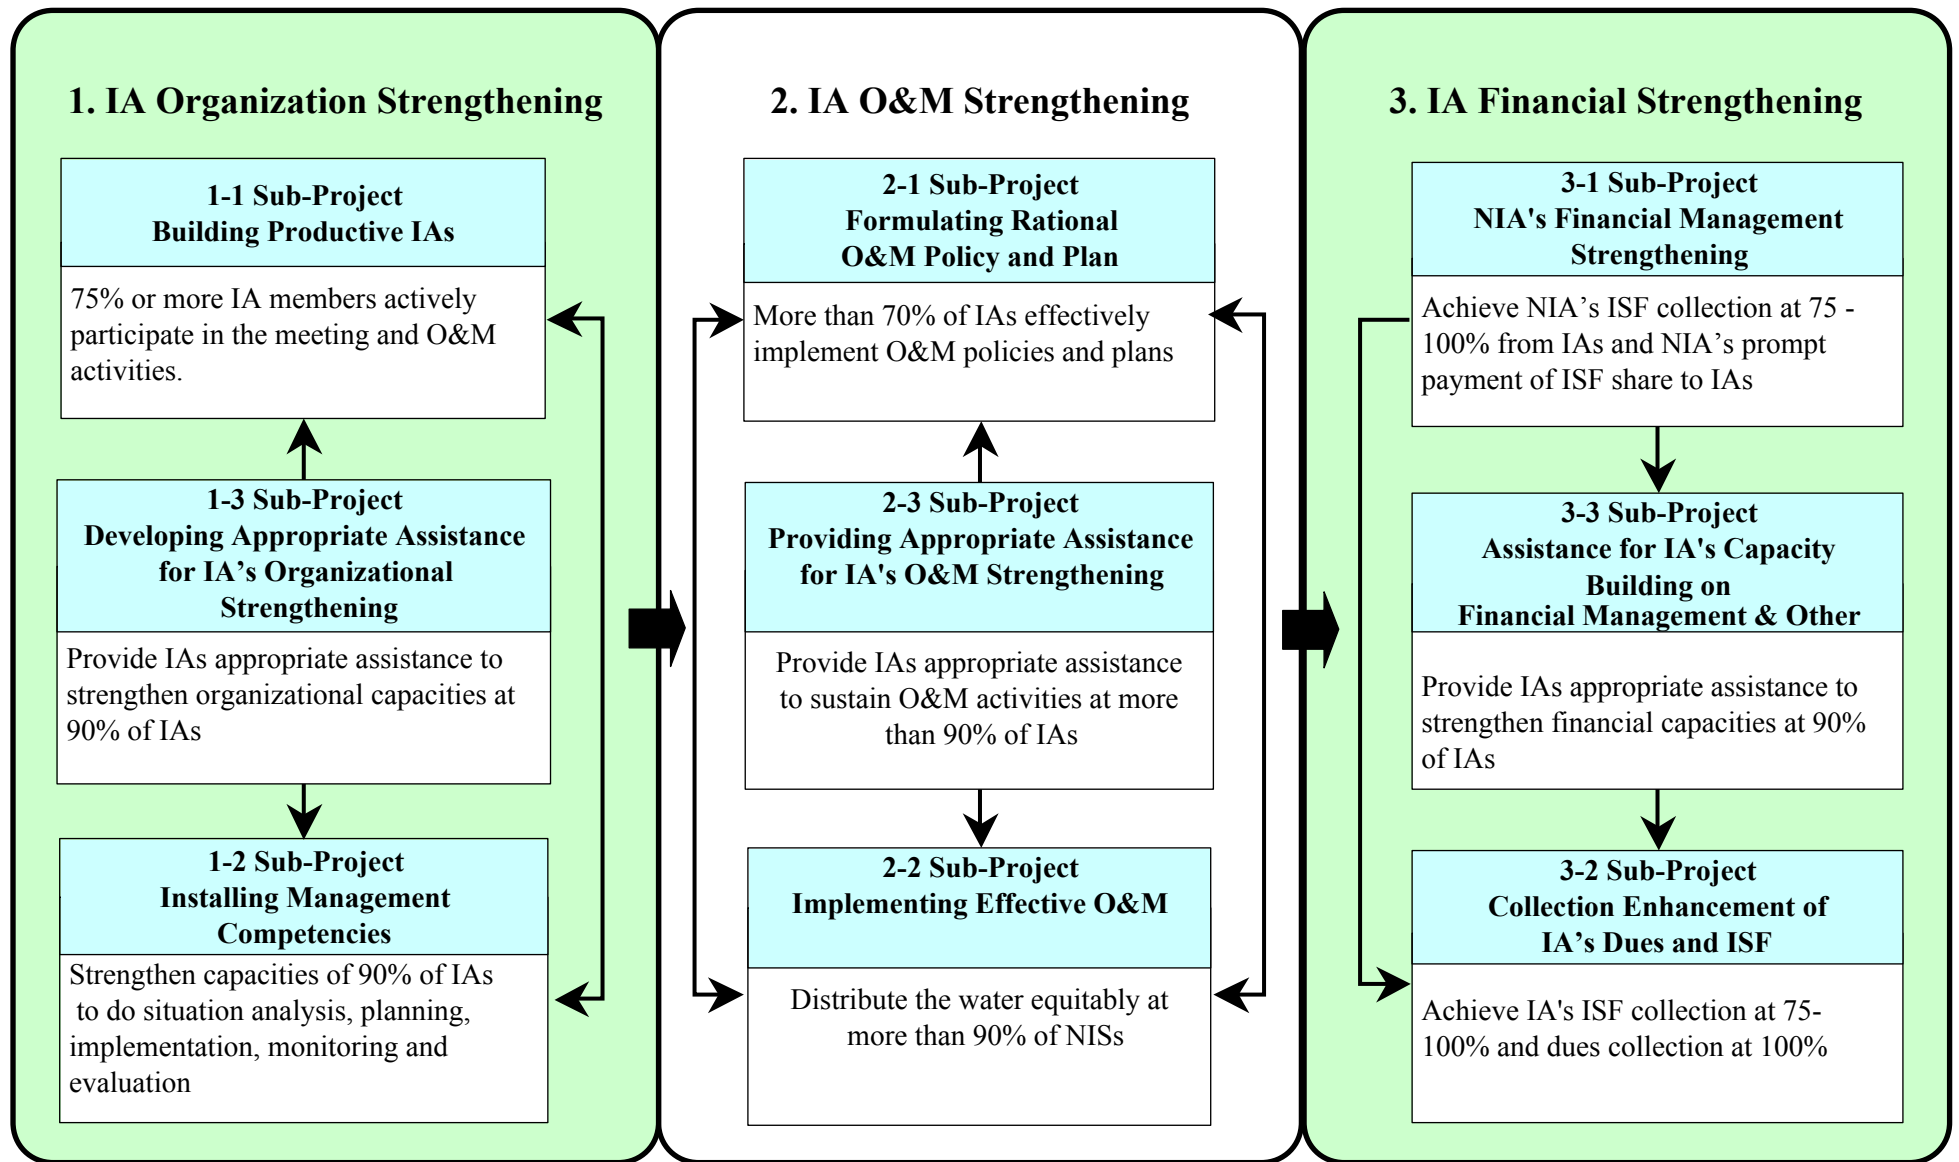 1. IA Organization Strengthening
1-1 Sub-Project
Building Productive IAs
75% or more IA members actively
participate in the meeting and O&M
activities.
1-3 Sub-Project
Developing Appropriate Assistance
for IA’s Organizational
Strengthening
Provide IAs appropriate assistance to
strengthen organizational capacities at
90% of IAs
1-2 Sub-Project
Installing Management
Competencies
Strengthen capacities of 90% of IAs
to do situation analysis, planning,
implementation, monitoring and
evaluation
2. IA O&M Strengthening
2-1 Sub-Project
Formulating Rational
O&M Policy and Plan
More than 70% of IAs effectively
implement O&M policies and plans
2-3 Sub-Project
Providing Appropriate Assistance
for IA's O&M Strengthening
Provide IAs appropriate assistance
to sustain O&M activities at more
than 90% of IAs
2-2 Sub-Project
Implementing Effective O&M
Distribute the water equitably at
more than 90% of NISs
3. IA Financial Strengthening
3-1 Sub-Project
NIA's Financial Management
Strengthening
Achieve NIA’s ISF collection at 75 -
100% from IAs and NIA’s prompt
payment of ISF share to IAs
3-3 Sub-Project
Assistance for IA's Capacity
Building on
Financial Management & Other
Provide IAs appropriate assistance to
strengthen financial capacities at 90%
of IAs
3-2 Sub-Project
Collection Enhancement of
IA’s Dues and ISF
Achieve IA's ISF collection at 75-
100% and dues collection at 100%